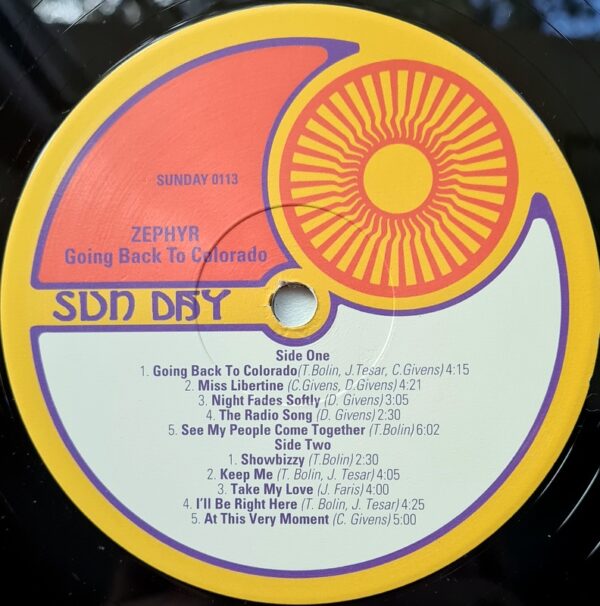 SUNDAY 0113
ZEPHYR
Going Back To Colorado
SUN DAY
Side One
1. Going Back To Colorado(T.Bolin, J.Tesar, C.Givens)4:15
2. Miss Libertine (C.Givens, D.Givens) 4:21
3. Night Fades Softly (D. Givens) 3:05
4. The Radio Song (D. Givens) 2:30
5. See My People Come Together (T.Bolin) 6:02
Side Two
1. Showbizzy (T.Bolin) 2:30
2. Keep Me (T. Bolin, J. Tesar) 4:05
3. Take My Love (J. Faris) 4:00
4. I'll Be Right Here (T. Bolin, J. Tesar) 4:25
5. At This Very Moment (C. Givens) 5:00